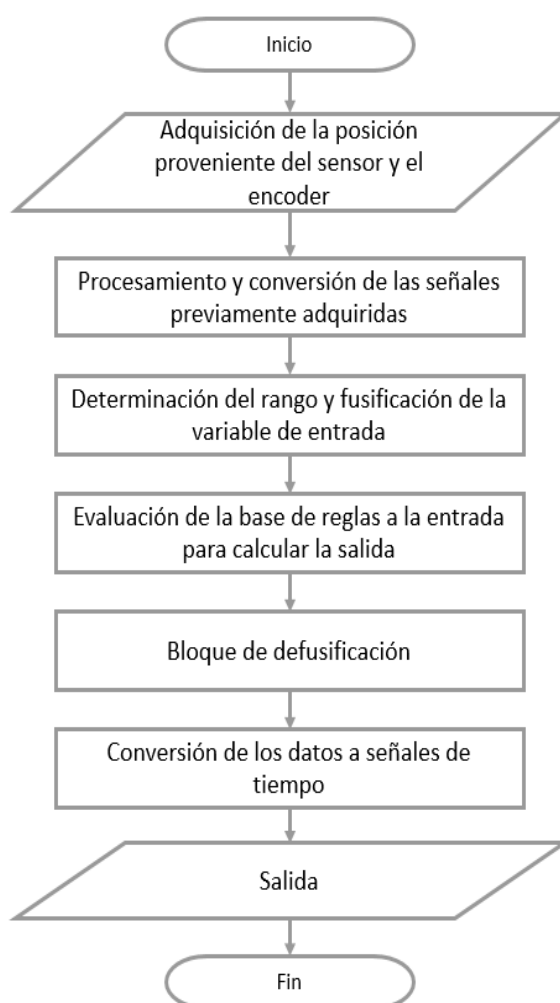 Inicio
Adquisición de la posición
proveniente del sensor y el
encoder
Procesamiento y conversión de las señales
previamente adquiridas
Determinación del rango y fusificación de la
variable de entrada
Evaluación de la base de reglas a la entrada
para calcular la salida
Bloque de defusificación
Conversión de los datos a señales de
tiempo
Salida
Fin